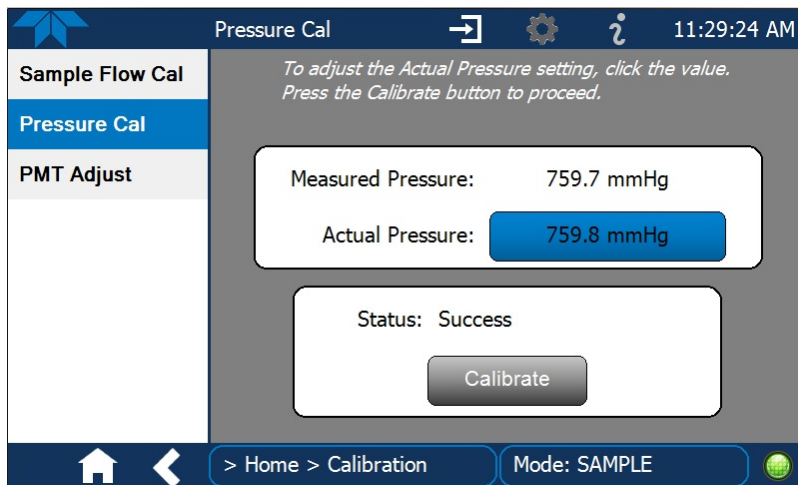 Pressure Cal
11:29:24 AM
Sample Flow Cal
Pressure Cal
PMT Adjust
To adjust the Actual Pressure setting, click the value.
Press the Calibrate button to proceed.
Measured Pressure: 759.7 mmHg
Actual Pressure: 759.8 mmHg
Status: Success
Calibrate
> Home > Calibration
Mode: SAMPLE